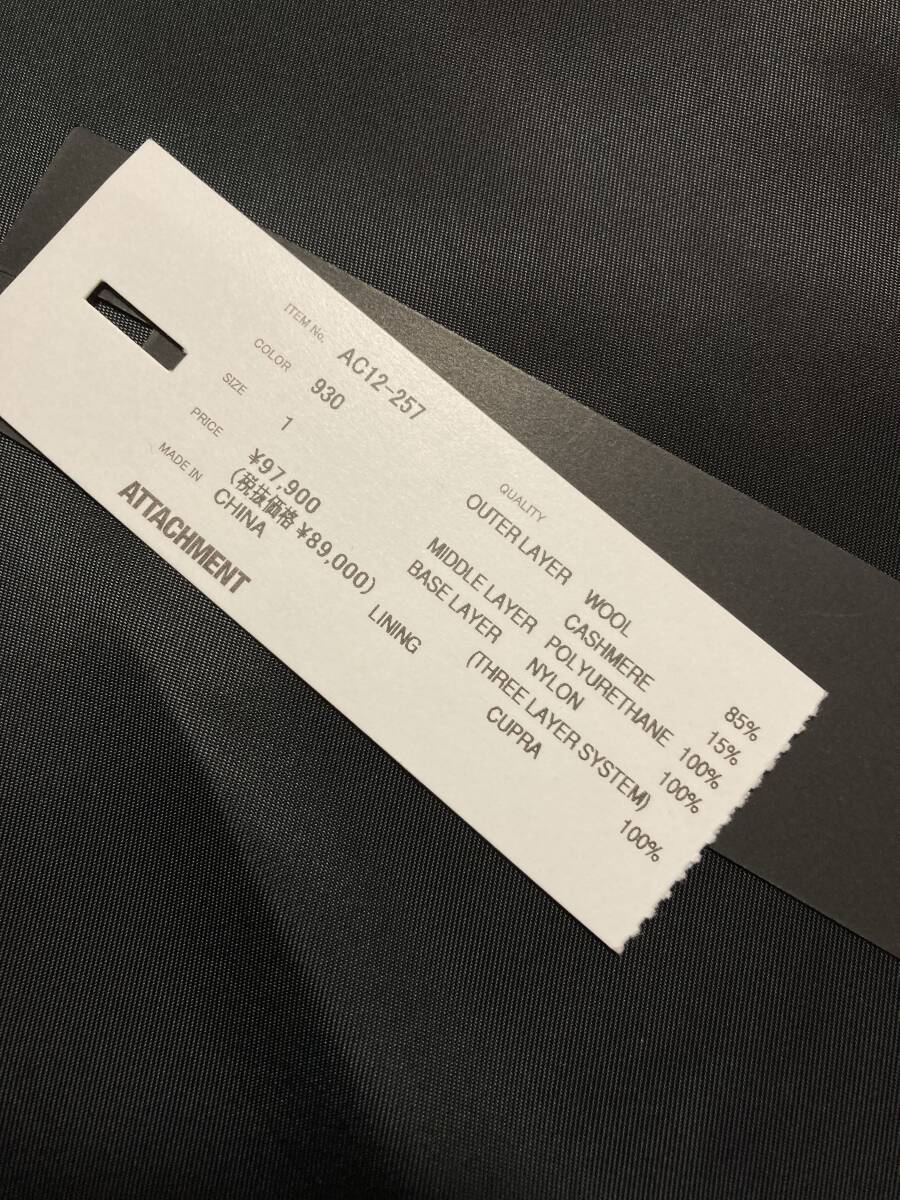 ITEM No. AC12-257
COLOR 930
SIZE 1
PRICE ¥97,900
(税抜価格 ¥89,000)
MADE IN CHINA
ATTACHMENT
QUALITY
OUTER LAYER WOOL 85%
CASHMERE 15%
MIDDLE LAYER POLYURETHANE 100%
BASE LAYER NYLON 100%
(THREE LAYER SYSTEM)
LINING CUPRA 100%